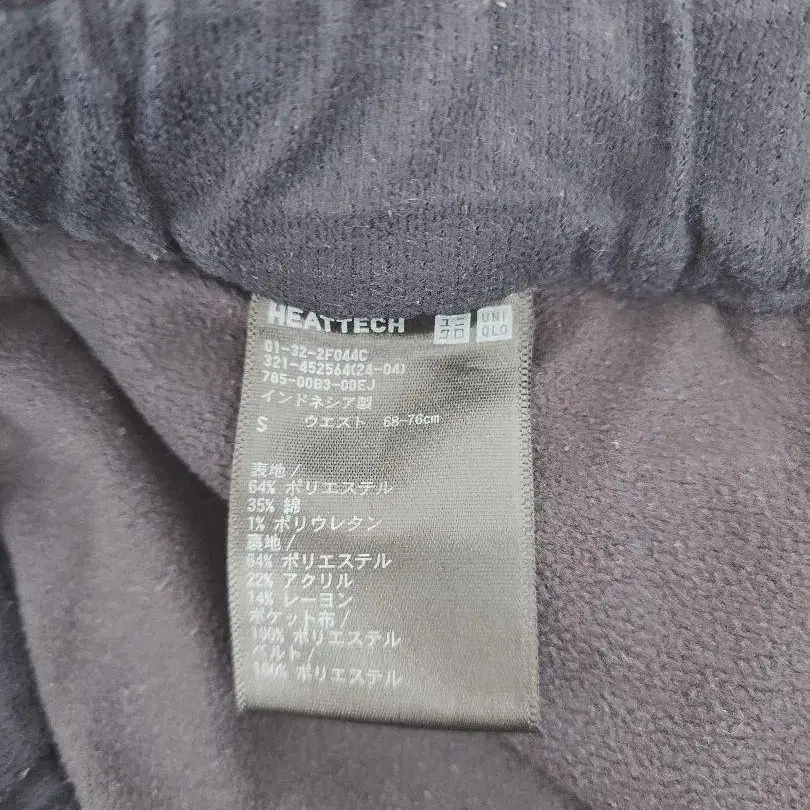 HEATTECH
ユニ クロ
UNI QLO
01-32-2F044C
321-452564(24-04)
785-00B3-00EJ
インドネシア製
S ウエスト 68-76cm
表地/
64% ポリエステル
35% 綿
1% ポリウレタン
裏地/
64% ポリエステル
22% アクリル
14% レーヨン
ポケット布/
100% ポリエステル
ベルト/
100% ポリエステル